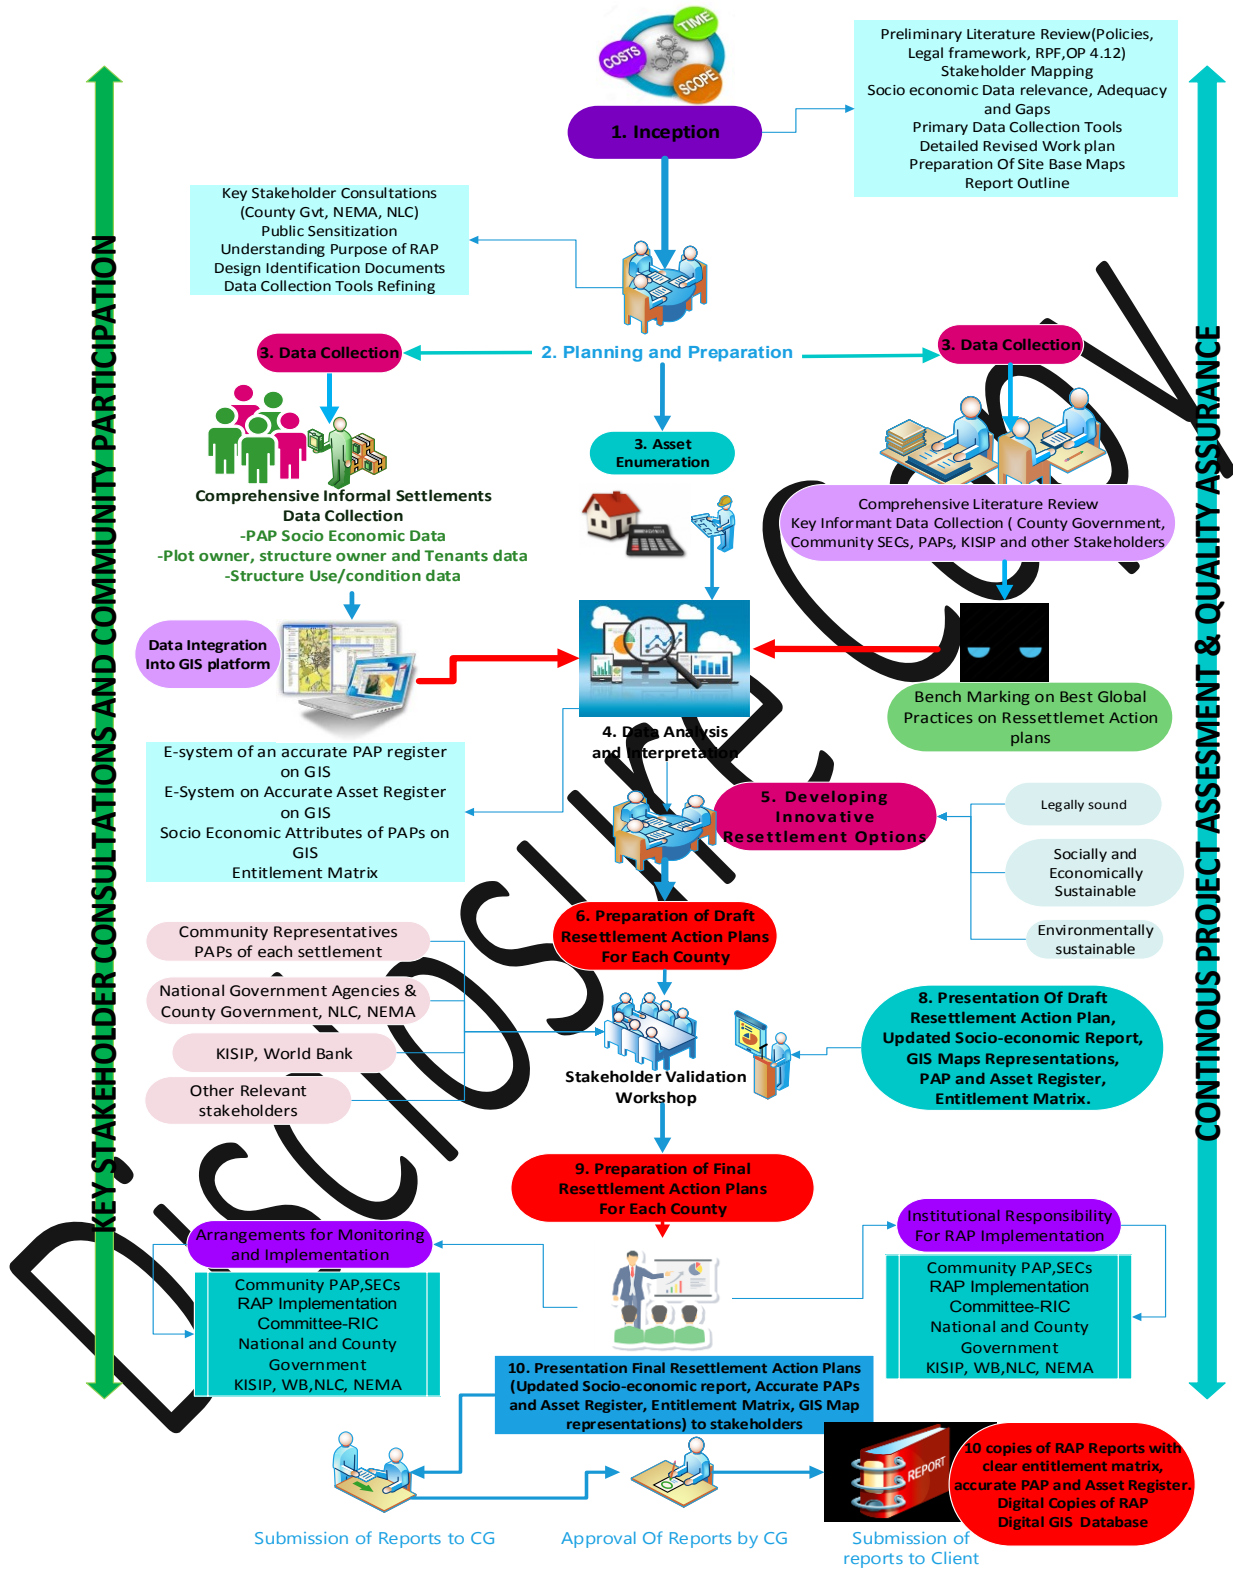 TIME
COSTS
SCOPE
Preliminary Literature Review(Policies,
Legal framework, RPF,OP 4.12)
Stakeholder Mapping
Socio economic Data relevance, Adequacy
and Gaps
Primary Data Collection Tools
Detailed Revised Work plan
Preparation Of Site Base Maps
Report Outline
1. Inception
Key Stakeholder Consultations
(County Gvt, NEMA, NLC)
Public Sensitization
Understanding Purpose of RAP
Design Identification Documents
Data Collection Tools Refining
KEY STAKEHOLDER CONSULTATIONS AND COMMUNITY PARTICIPATION
CONTINUOUS PROJECT ASSESMENT & QUALITY ASSURANCE
DISCLOSURE COPY
3. Data Collection
2. Planning and Preparation
3. Data Collection
3. Asset
Enumeration
Comprehensive Informal Settlements
Data Collection
-PAP Socio Economic Data
-Plot owner, structure owner and Tenants data
-Structure Use/condition data
Comprehensive Literature Review
Key Informant Data Collection ( County Government,
Community SECs, PAPs, KISIP and other Stakeholders
Data Integration
Into GIS platform
Bench Marking on Best Global
Practices on Ressettlemet Action
plans
4. Data Analysis
and Interpretation
E-system of an accurate PAP register
on GIS
E-System on Accurate Asset Register
on GIS
Socio Economic Attributes of PAPs on
GIS
Entitlement Matrix
5. Developing
Innovative
Resettlement Options
Legally sound
Socially and
Economically
Sustainable
Environmentally
sustainable
6. Preparation of Draft
Resettlement Action Plans
For Each County
Community Representatives
PAPs of each settlement
National Government Agencies &
County Government, NLC, NEMA
KISIP, World Bank
Other Relevant
stakeholders
Stakeholder Validation
Workshop
8. Presentation Of Draft
Resettlement Action Plan,
Updated Socio-economic Report,
GIS Maps Representations,
PAP and Asset Register,
Entitlement Matrix.
9. Preparation of Final
Resettlement Action Plans
For Each County
Arrangements for Monitoring
and Implementation
Community PAP,SECs
RAP Implementation
Committee-RIC
National and County
Government
KISIP, WB,NLC, NEMA
Institutional Responsibility
For RAP Implementation
Community PAP,SECs
RAP Implementation
Committee-RIC
National and County
Government
KISIP, WB,NLC, NEMA
10. Presentation Final Resettlement Action Plans
(Updated Socio-economic report, Accurate PAPs
and Asset Register, Entitlement Matrix, GIS Map
representations) to stakeholders
REPORT
10 copies of RAP Reports with
clear entitlement matrix,
accurate PAP and Asset Register.
Digital Copies of RAP
Digital GIS Database
Submission of Reports to CG
Approval Of Reports by CG
Submission of
reports to Client